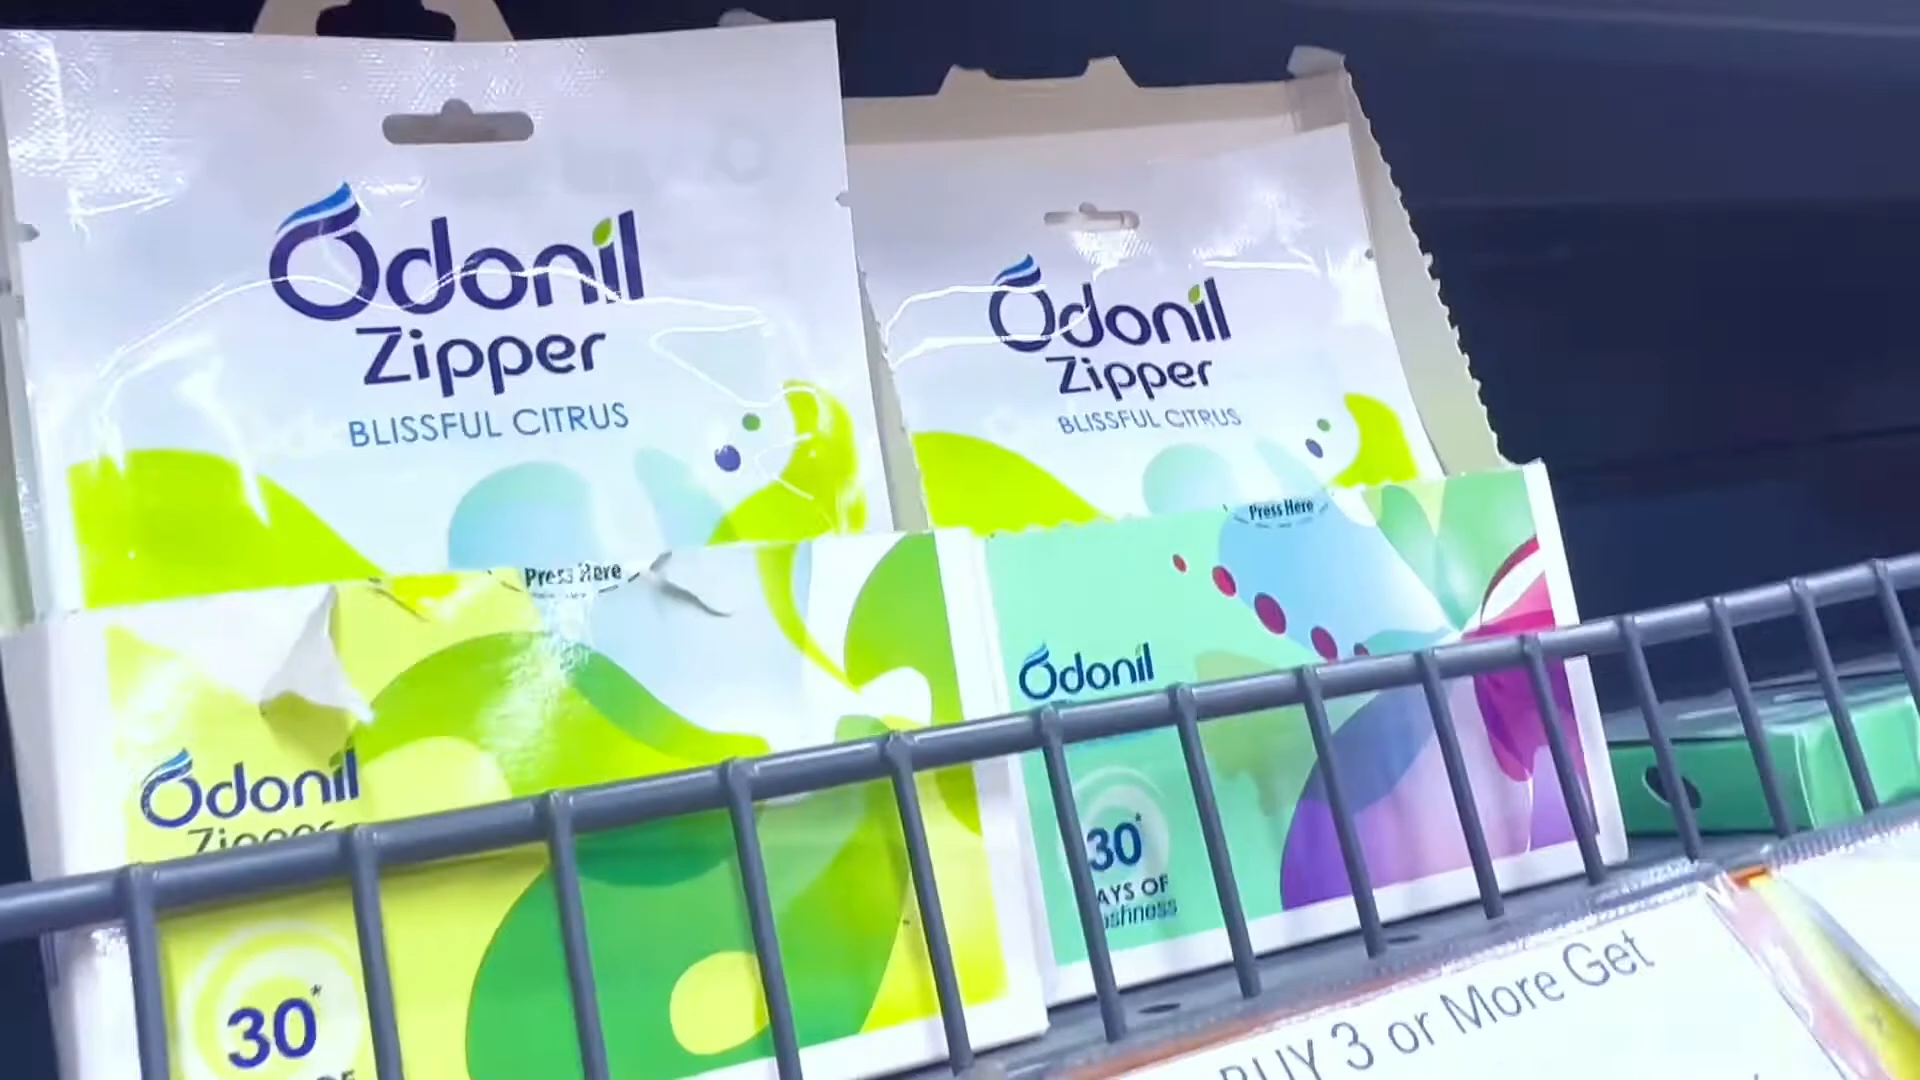 Odonil
Zipper
BLISSFUL CITRUS
Odonil
Zipper
BLISSFUL CITRUS
Press Here
Press Here
Odonil
Odonil
Zipper
30*
AYS OF
30*
BUY 3 or More Get